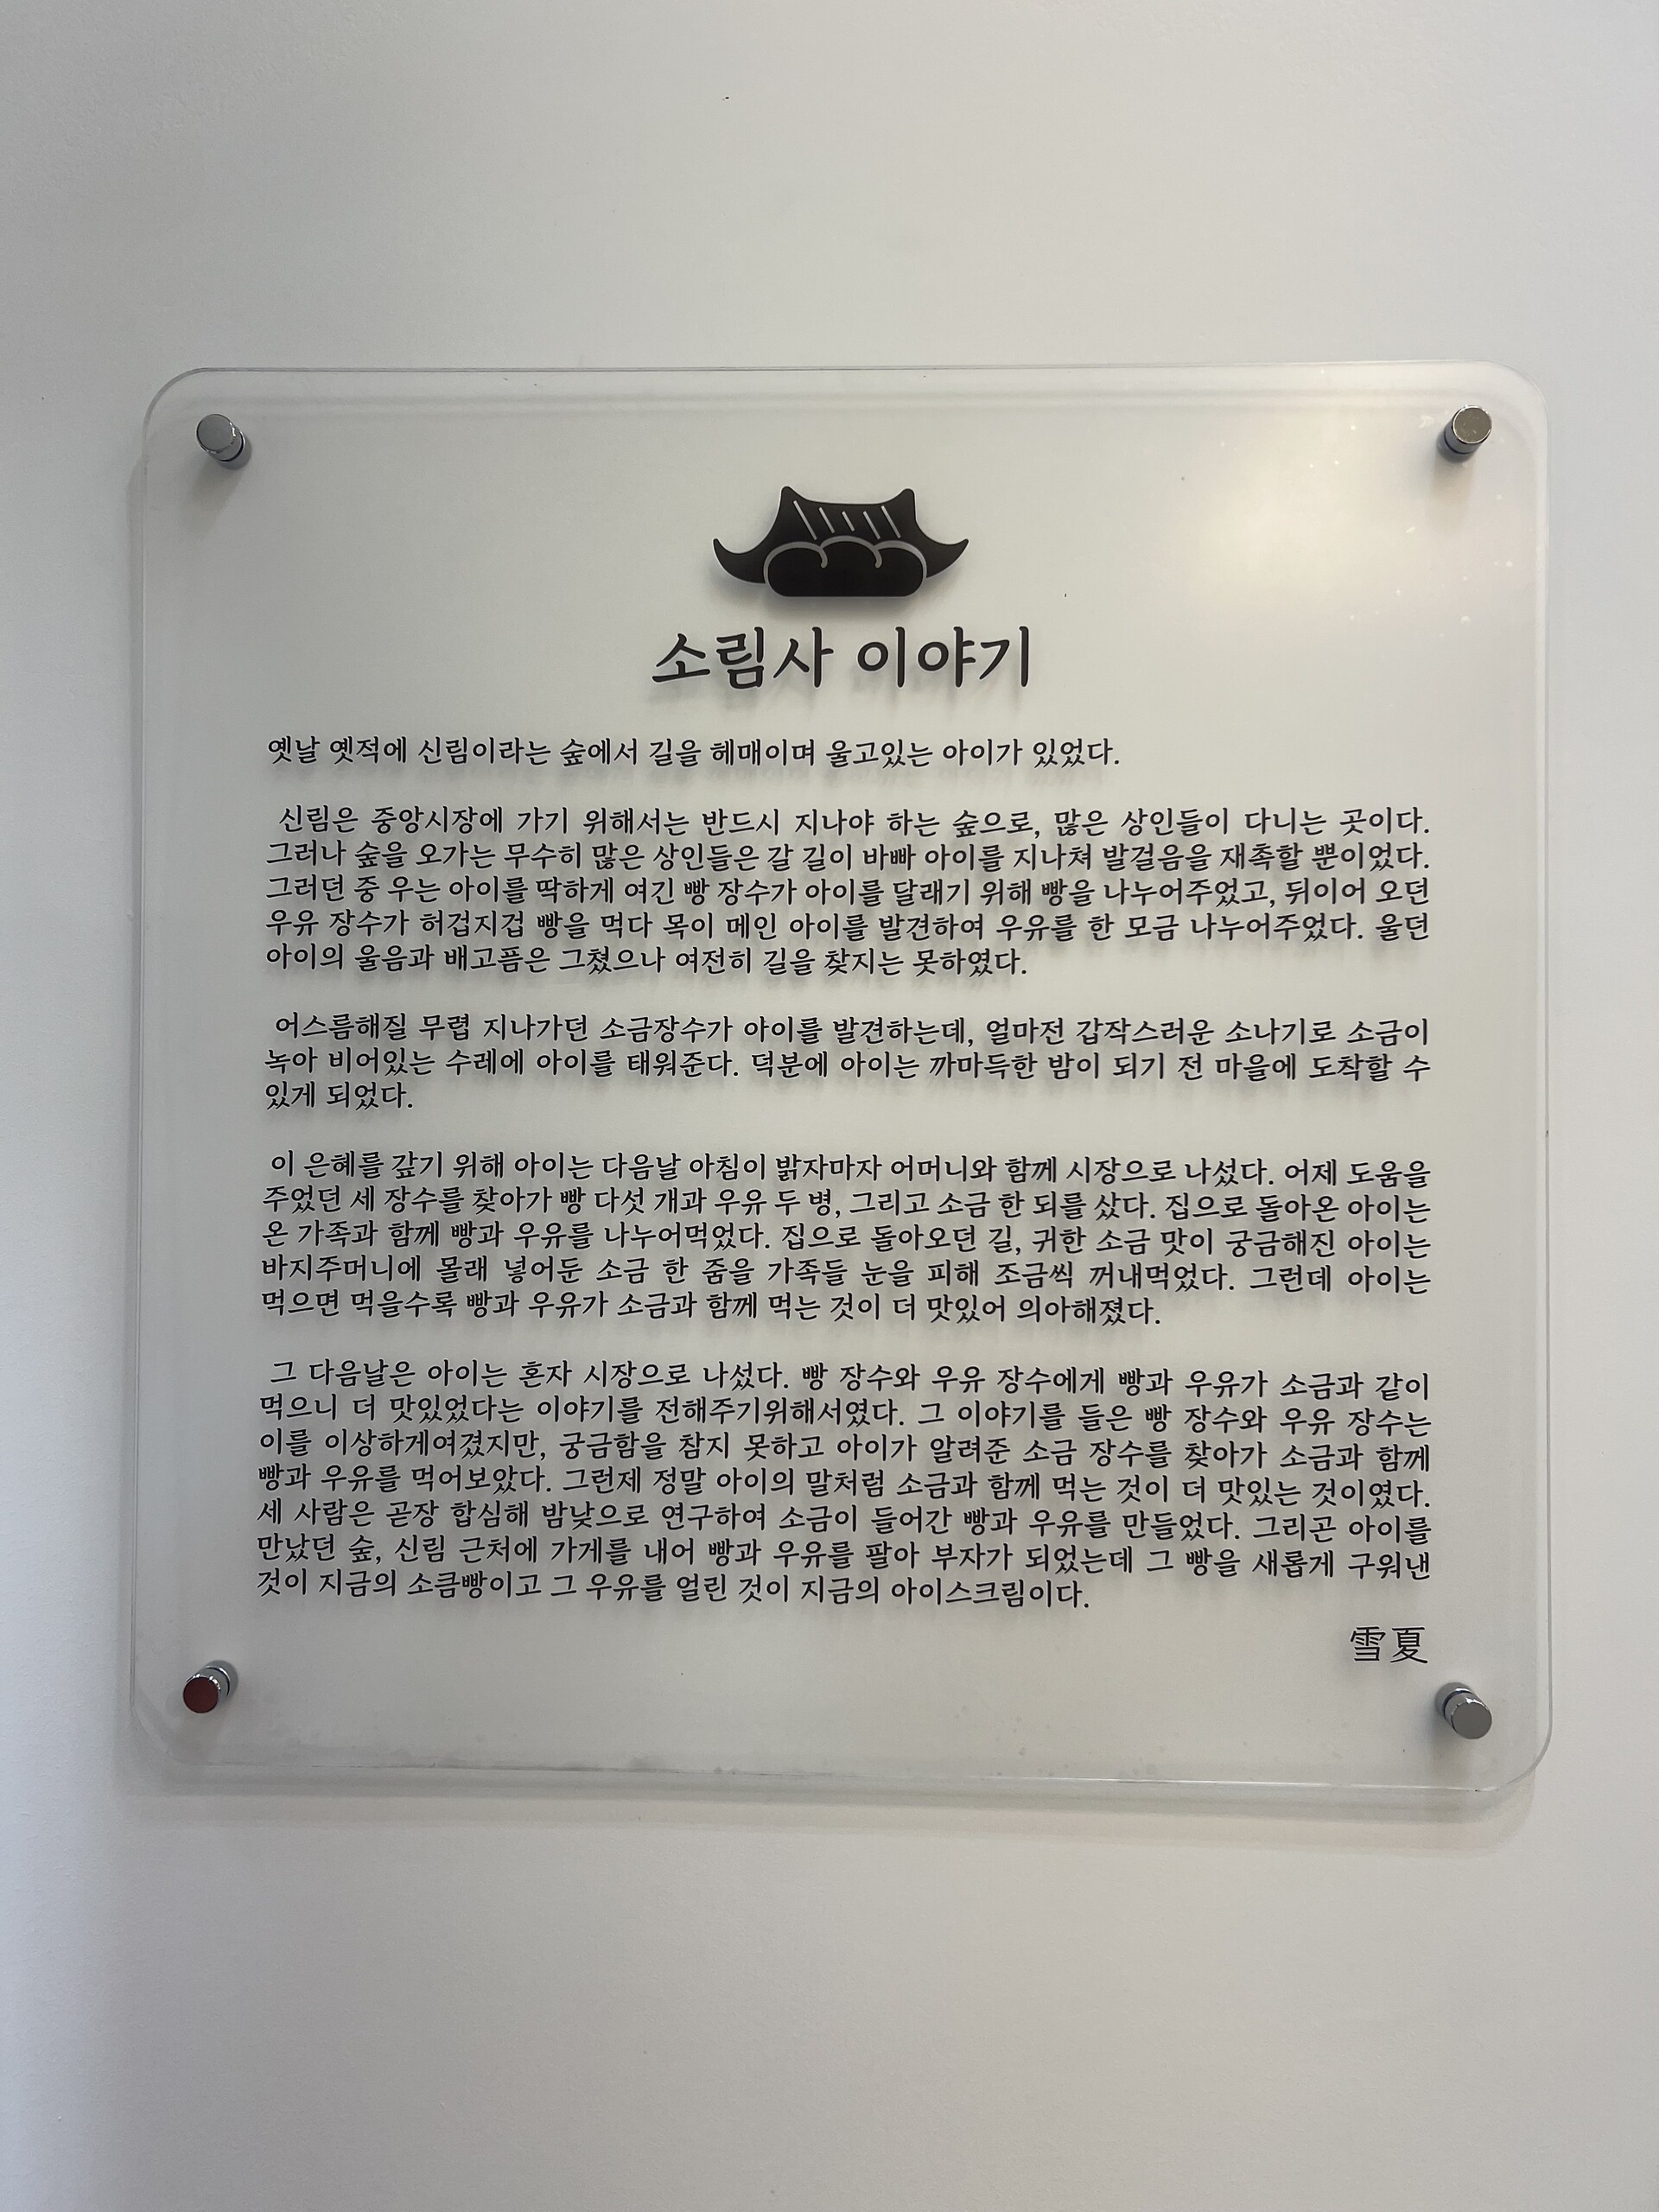 소림사 이야기
옛날 옛적에 신림이라는 숲에서 길을 헤매이며 울고있는 아이가 있었다.
신림은 중앙시장에 가기 위해서는 반드시 지나야 하는 숲으로, 많은 상인들이 다니는 곳이다.
그러나 숲을 오가는 무수히 많은 상인들은 갈 길이 바빠 아이를 지나쳐 발걸음을 재촉할 뿐이었다.
그러던 중 우는 아이를 딱하게 여긴 빵 장수가 아이를 달래기 위해 빵을 나누어주었고, 뒤이어 오던
우유 장수가 허겁지겁 빵을 먹다 목이 메인 아이를 발견하여 우유를 한 모금 나누어주었다. 울던
아이의 울음과 배고픔은 그쳤으나 여전히 길을 찾지는 못하였다.
어스름해질 무렵 지나가던 소금장수가 아이를 발견하는데, 얼마전 갑작스러운 소나기로 소금이
녹아 비어있는 수레에 아이를 태워준다. 덕분에 아이는 까마득한 밤이 되기 전 마을에 도착할 수
있게 되었다.
이 은혜를 갚기 위해 아이는 다음날 아침이 밝자마자 어머니와 함께 시장으로 나섰다. 어제 도움을
주었던 세 장수를 찾아가 빵 다섯 개과 우유 두 병, 그리고 소금 한 되를 샀다. 집으로 돌아온 아이는
온 가족과 함께 빵과 우유를 나누어먹었다. 집으로 돌아오던 길, 귀한 소금 맛이 궁금해진 아이는
바지주머니에 몰래 넣어둔 소금 한 줌을 가족들 눈을 피해 조금씩 꺼내먹었다. 그런데 아이는
먹으면 먹을수록 빵과 우유가 소금과 함께 먹는 것이 더 맛있어 의아해졌다.
그 다음날은 아이는 혼자 시장으로 나섰다. 빵 장수와 우유 장수에게 빵과 우유가 소금과 같이
먹으니 더 맛있었다는 이야기를 전해주기위해서였다. 그 이야기를 들은 빵 장수와 우유 장수는
이를 이상하게여겼지만, 궁금함을 참지 못하고 아이가 알려준 소금 장수를 찾아가 소금과 함께
빵과 우유를 먹어보았다. 그런제 정말 아이의 말처럼 소금과 함께 먹는 것이 더 맛있는 것이였다.
세 사람은 곧장 합심해 밤낮으로 연구하여 소금이 들어간 빵과 우유를 만들었다. 그리곤 아이를
만났던 숲, 신림 근처에 가게를 내어 빵과 우유를 팔아 부자가 되었는데 그 빵을 새롭게 구워낸
것이 지금의 소큼빵이고 그 우유를 얼린 것이 지금의 아이스크림이다.
雪夏